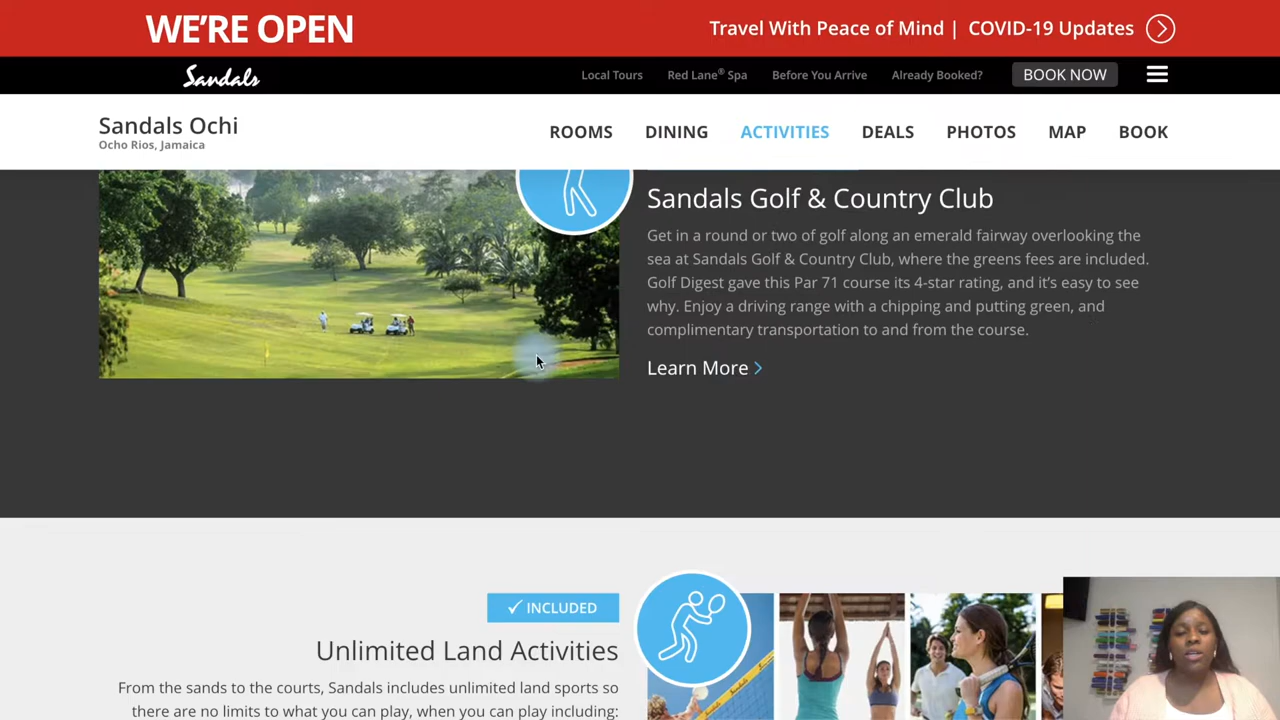 WE'RE OPEN
Travel With Peace of Mind | COVID-19 Updates
Sandals
Local Tours Red Lane® Spa Before You Arrive Already Booked? BOOK NOW
Sandals Ochi
Ocho Rios, Jamaica
ROOMS DINING ACTIVITIES DEALS PHOTOS MAP BOOK
Sandals Golf & Country Club
Get in a round or two of golf along an emerald fairway overlooking the
sea at Sandals Golf & Country Club, where the greens fees are included.
Golf Digest gave this Par 71 course its 4-star rating, and it's easy to see
why. Enjoy a driving range with a chipping and putting green, and
complimentary transportation to and from the course.
Learn More
✓ INCLUDED
Unlimited Land Activities
From the sands to the courts, Sandals includes unlimited land sports so
there are no limits to what you can play, when you can play including:
Sandals